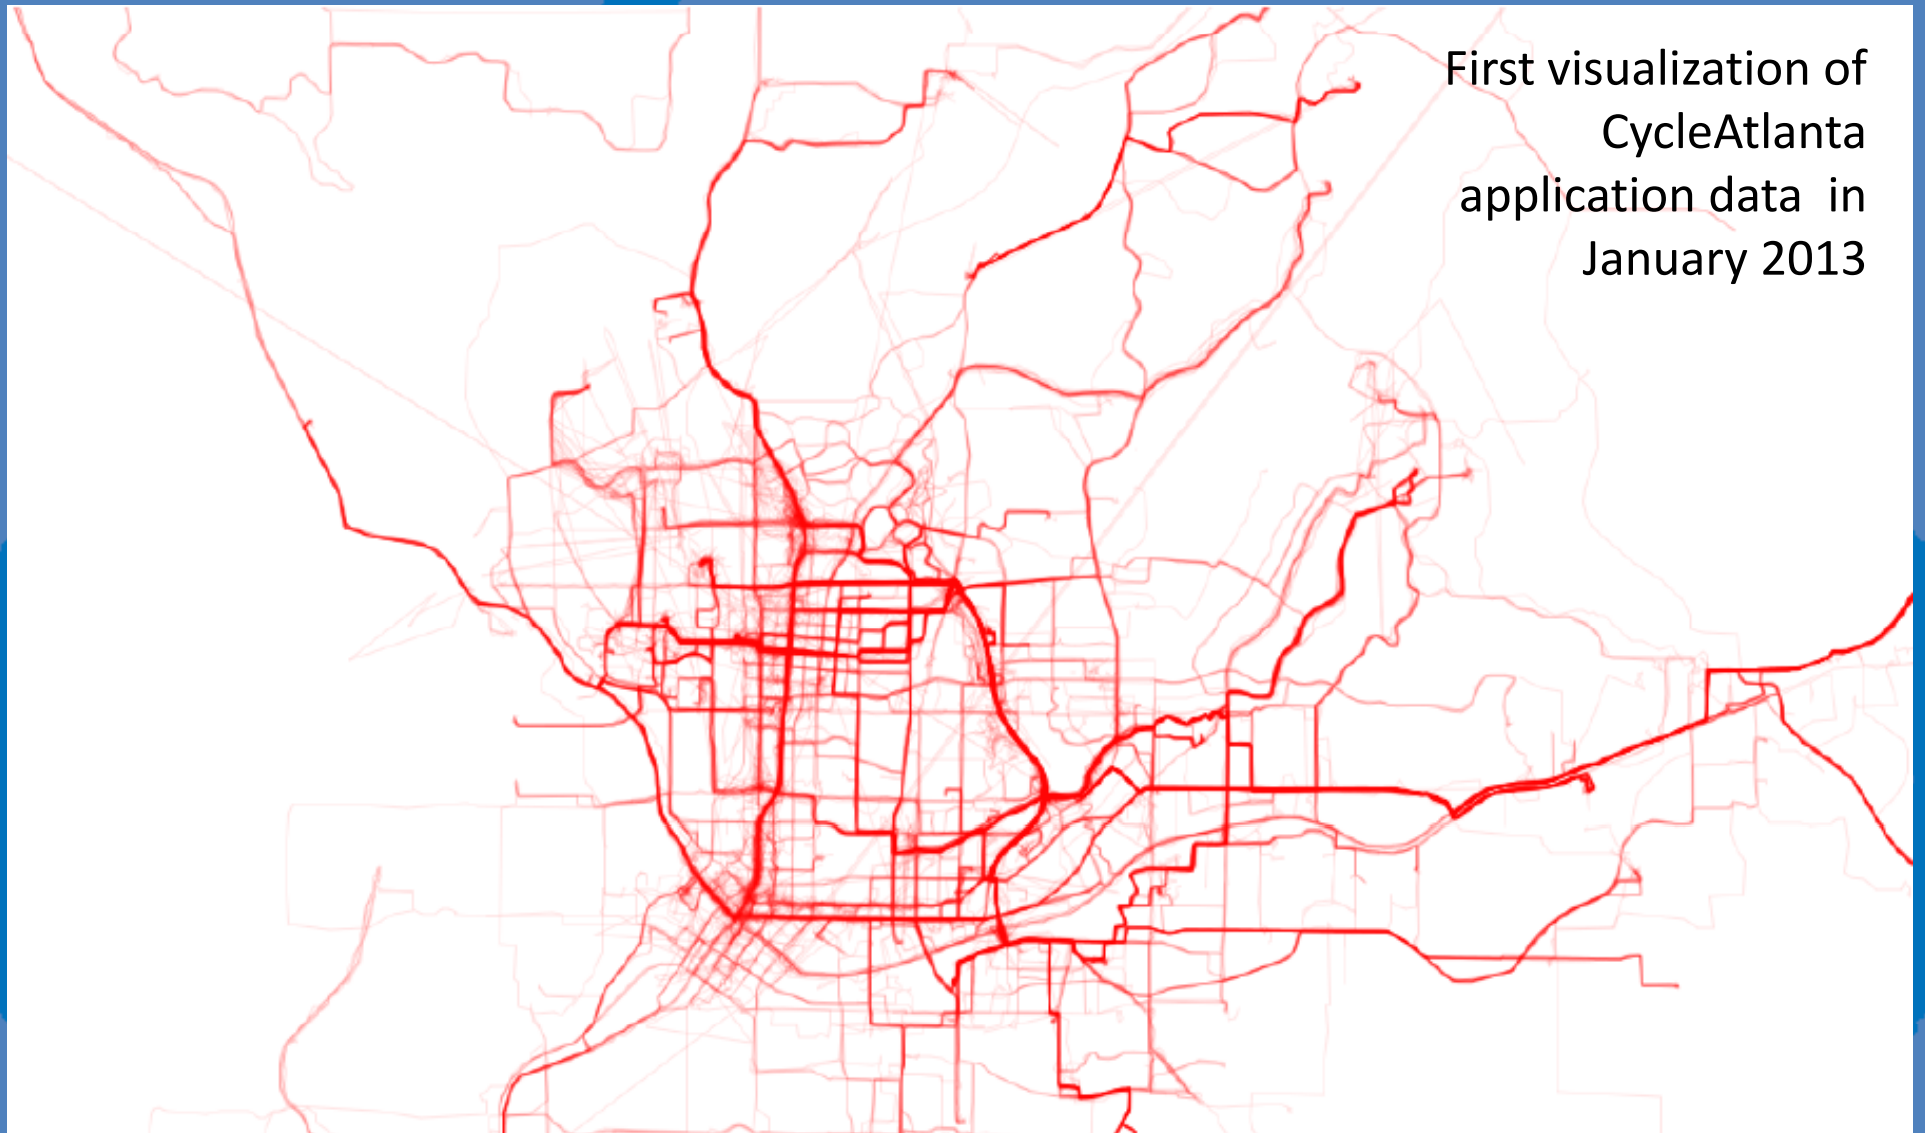 First visualization of
CycleAtlanta
application data  in
January 2013